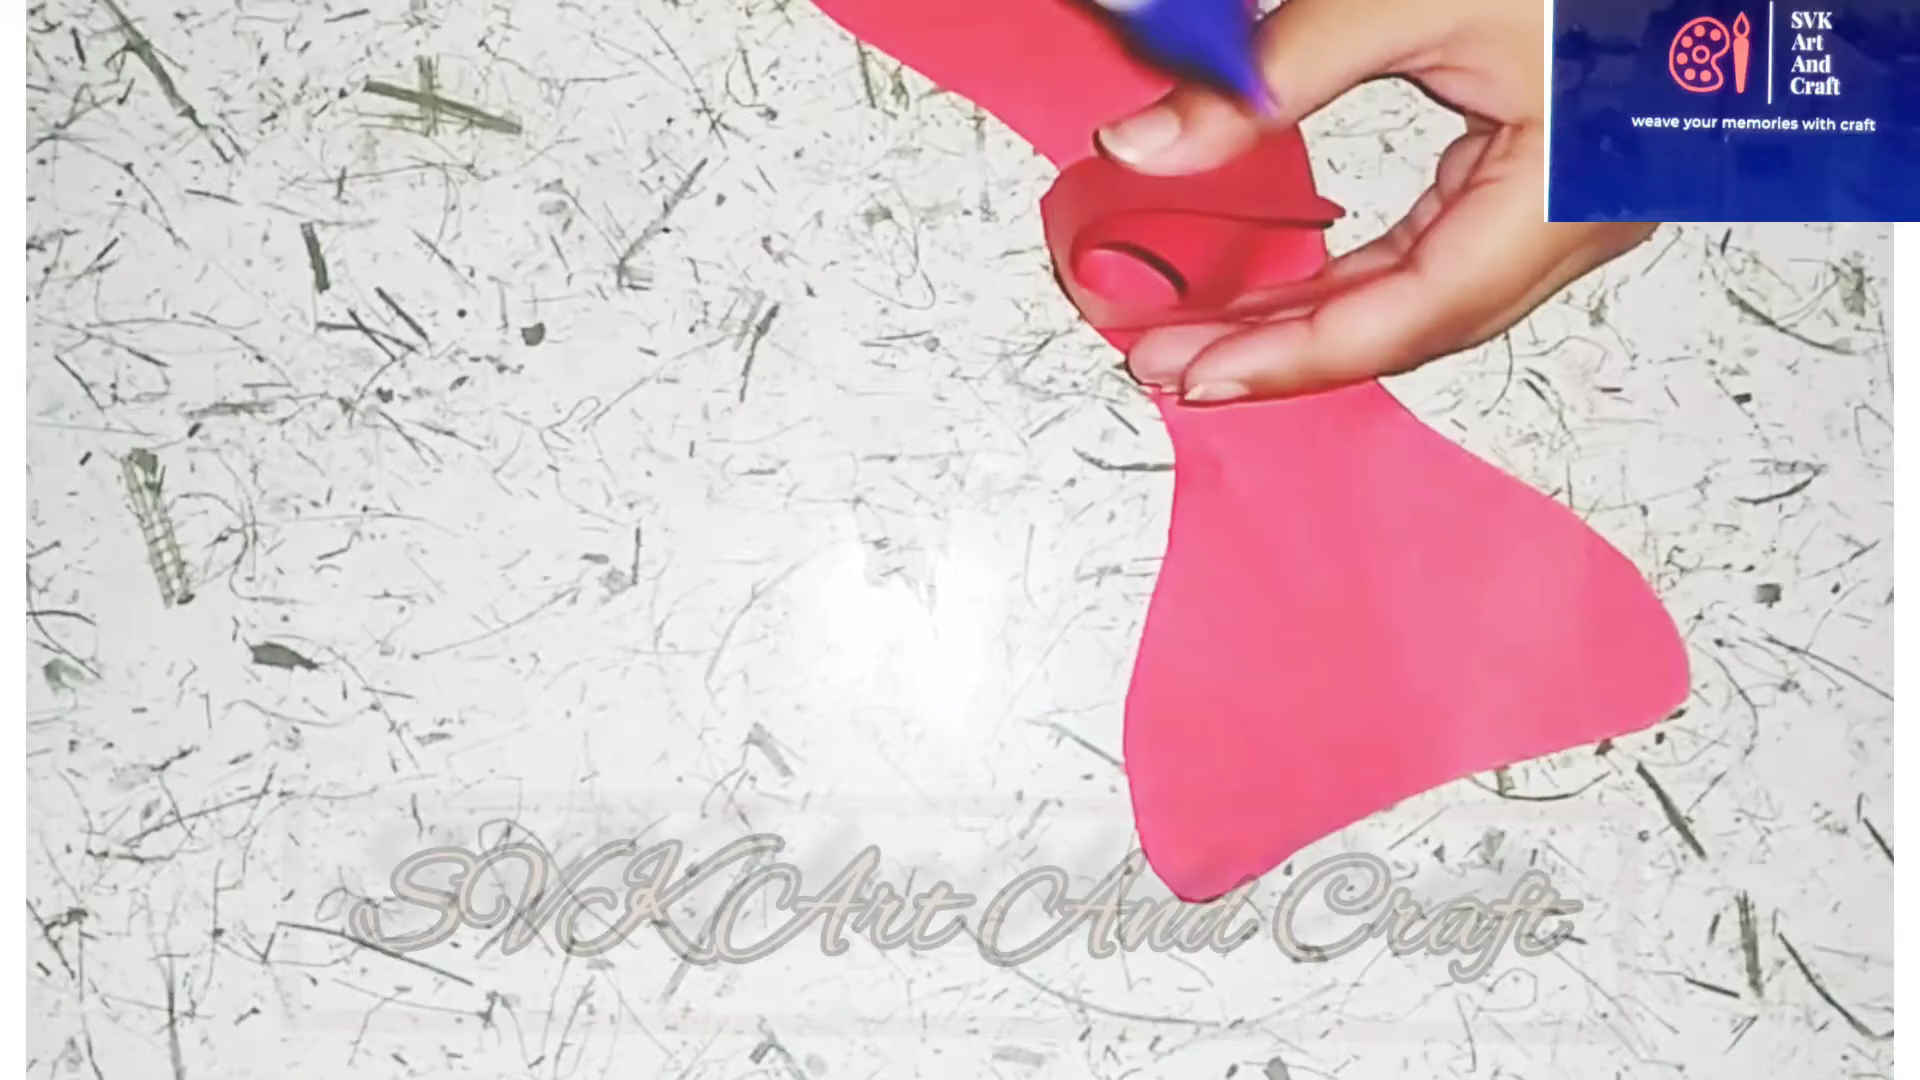 SVK
Art
And
Craft
weave your memories with craft
SVK Art And Craft